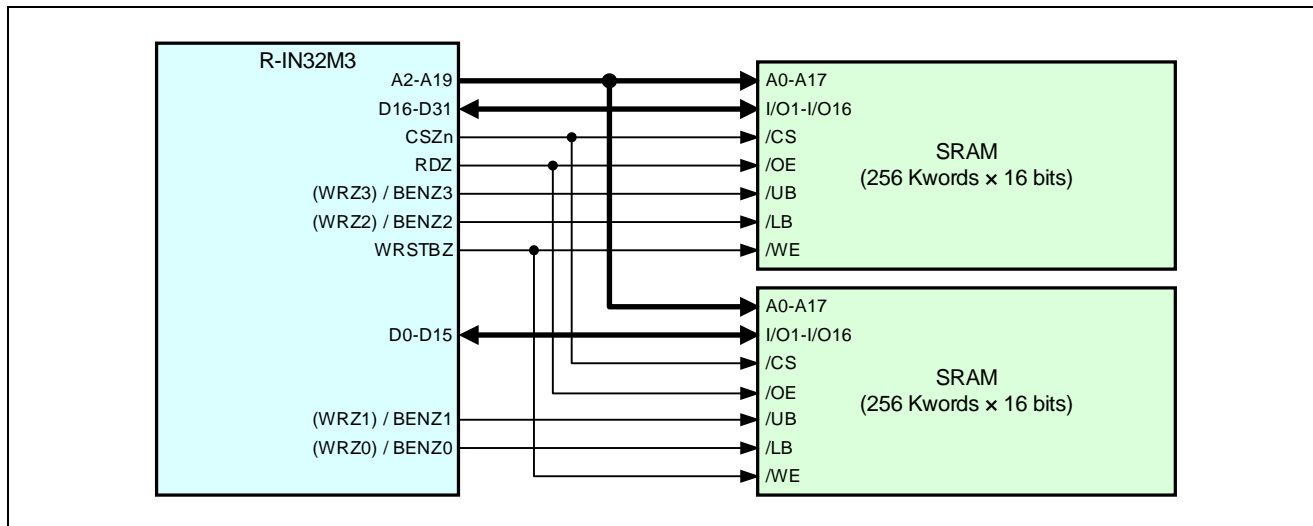 R-IN32M3
A2-A19
D16-D31
CSZn
RDZ
(WRZ3) / BENZ3
(WRZ2) / BENZ2
WRSTBZ
D0-D15
(WRZ1) / BENZ1
(WRZ0) / BENZ0
A0-A17
I/O1-I/O16
/CS
/OE
/UB
/LB
/WE
SRAM
(256 Kwords × 16 bits)
A0-A17
I/O1-I/O16
/CS
/OE
/UB
/LB
/WE
SRAM
(256 Kwords × 16 bits)